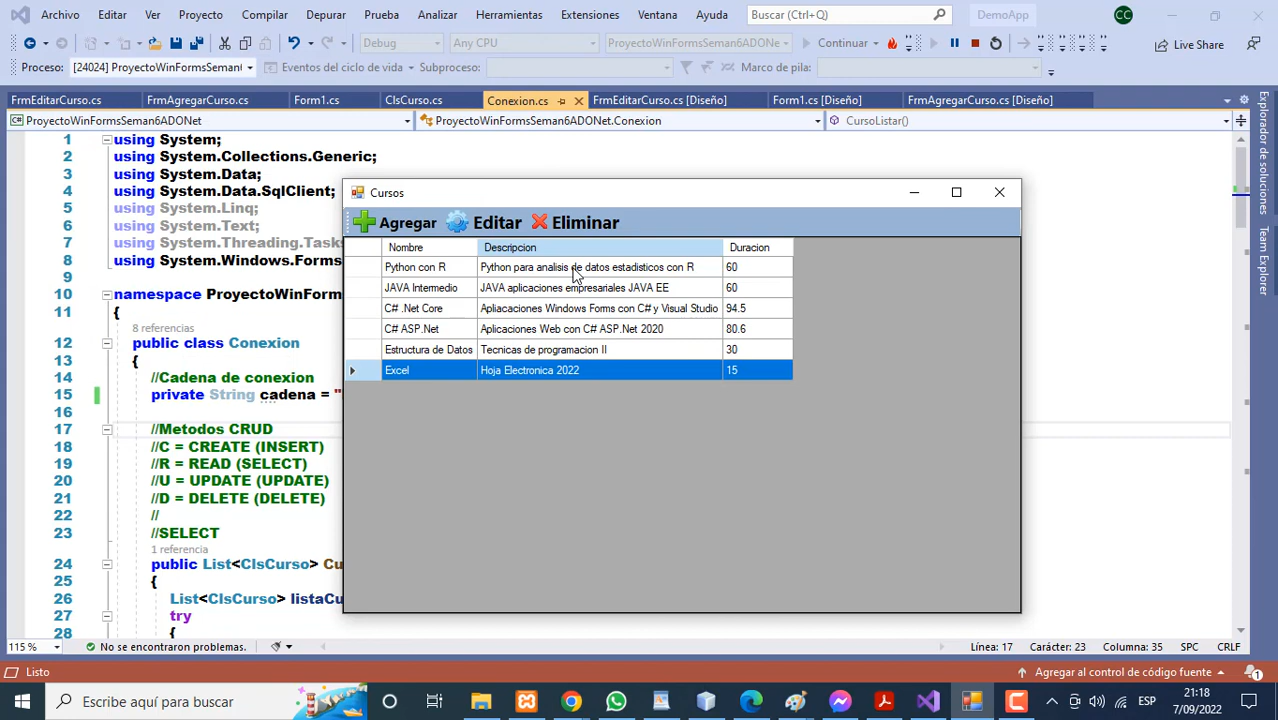 Archivo Editar Ver Proyecto Compilar Depurar Prueba Analizar Herramientas Extensiones Ventana Ayuda Buscar (Ctrl+Q) DemoApp CC
Debug Any CPU ProyectoWinFormsSeman6ADONe Continuar Live Share
Proceso: [24024] ProyectoWinFormsSeman( Eventos del ciclo de vida Subproceso: Marco de pila:
FrmEditarCurso.cs FrmAgregarCurso.cs Form1.cs ClsCurso.cs Conexion.cs FrmEditarCurso.cs [Diseño] Form1.cs [Diseño] FrmAgregarCurso.cs [Diseño]
C# ProyectoWinFormsSeman6ADONet ProyectoWinFormsSeman6ADONet.Conexion CursoListar()
Explorador de soluciones
Team Explorer
1 using System;
2 using System.Collections.Generic;
3 using System.Data;
4 using System.Data.SqlClient;
5 using System.Linq;
6 using System.Text;
7 using System.Threading.Tasks
8 using System.Windows.Forms
9
10 namespace ProyectoWinForm
11 {
8 referencias
12 public class Conexion
13 {
14 //Cadena de conexion
15 private String cadena = "
16
17 //Metodos CRUD
18 //C = CREATE (INSERT)
19 //R = READ (SELECT)
20 //U = UPDATE (UPDATE)
21 //D = DELETE (DELETE)
22 //
23 //SELECT
1 referencia
24 public List<ClsCurso> Cu
25 {
26 List<ClsCurso> listaCu
27 try
28 {
Cursos
Agregar Editar Eliminar
Nombre Descripcion Duracion
Python con R Python para analisis de datos estadisticos con R 60
JAVA Intermedio JAVA aplicaciones empresariales JAVA EE 60
C# .Net Core Apliacaciones Windows Forms con C# y Visual Studio 94.5
C# ASP.Net Aplicaciones Web con C# ASP.Net 2020 80.6
Estructura de Datos Tecnicas de programacion II 30
Excel Hoja Electronica 2022 15
115 % No se encontraron problemas. Línea: 17 Carácter: 23 Columna: 35 SPC CRLF
Listo Agregar al control de código fuente 1
Escribe aquí para buscar ESP 21:18
7/09/2022